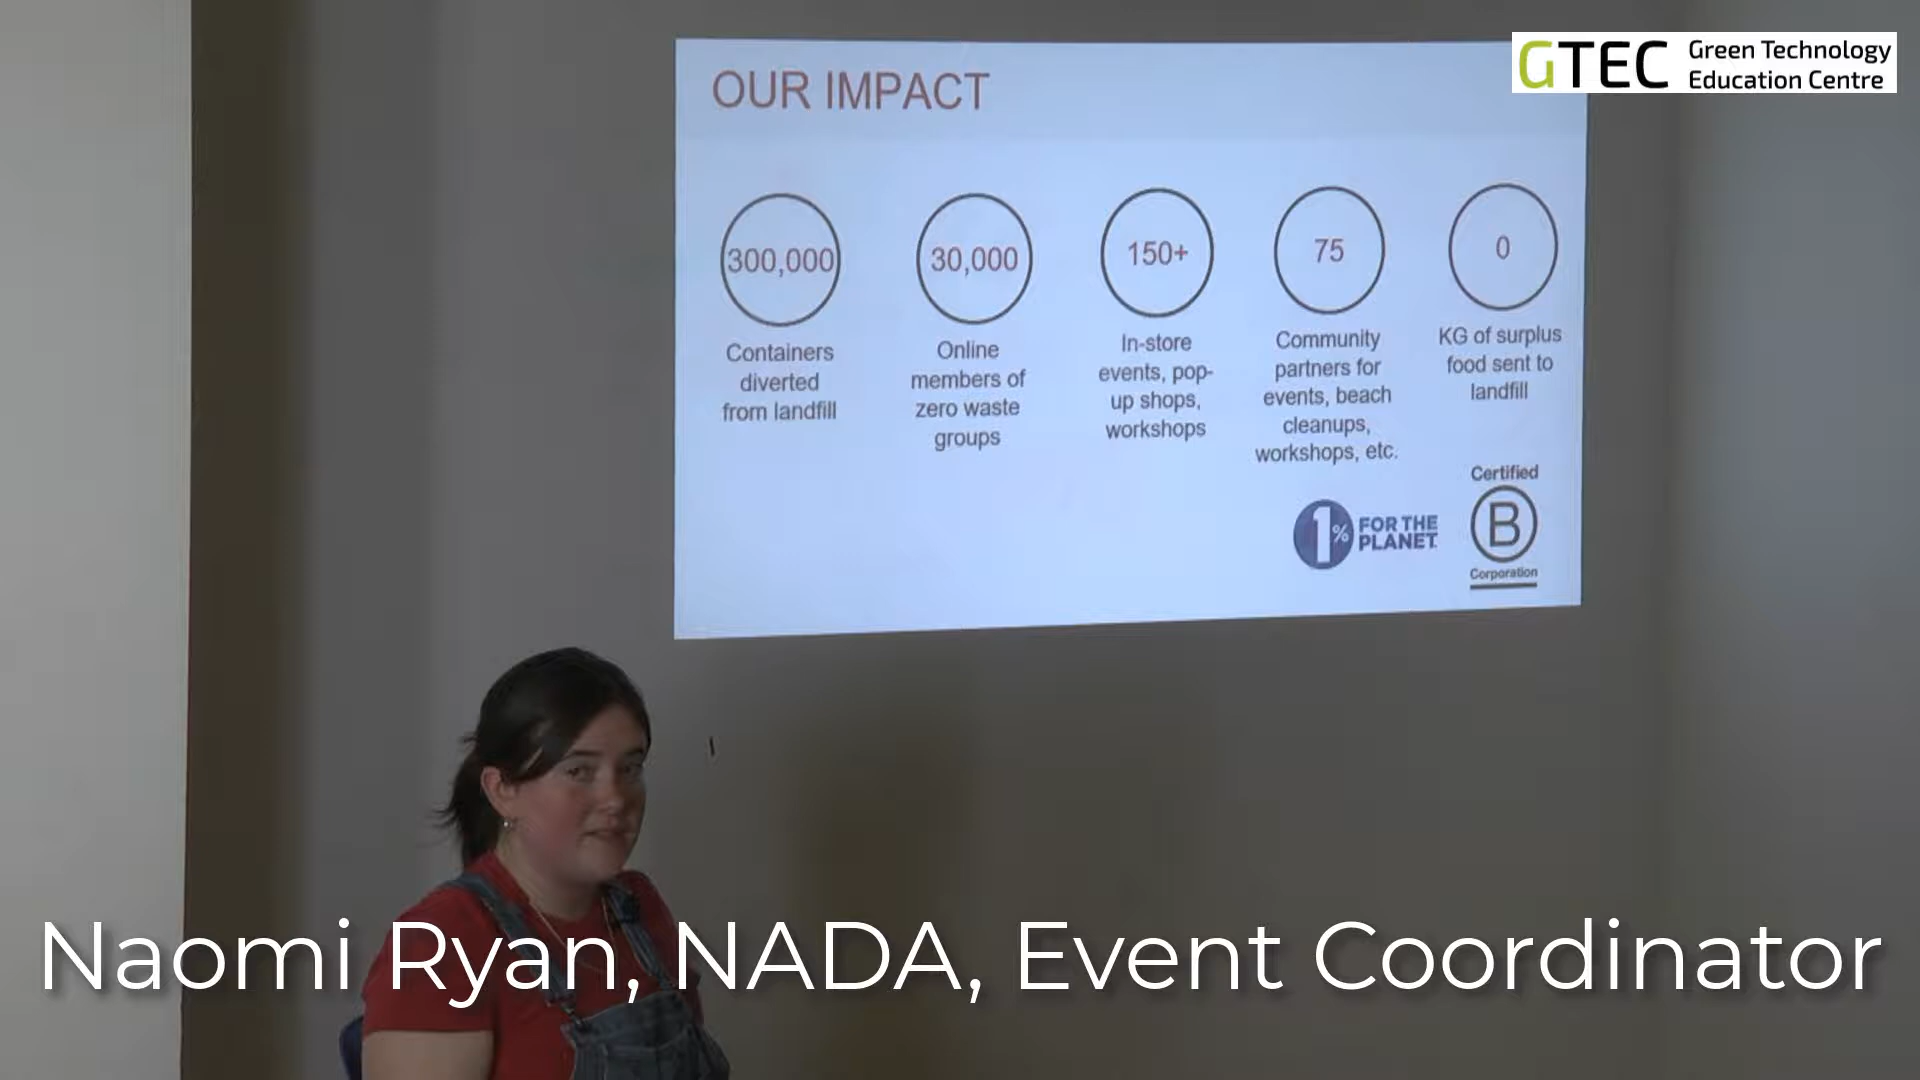 GTEC Green Technology
Education Centre
OUR IMPACT
300,000
Containers
diverted
from landfill
30,000
Online
members of
zero waste
groups
150+
In-store
events, pop-
up shops,
workshops
75
Community
partners for
events, beach
cleanups,
workshops, etc.
0
KG of surplus
food sent to
landfill
1% FOR THE
PLANET
Certified
B
Corporation
Naomi Ryan, NADA, Event Coordinator